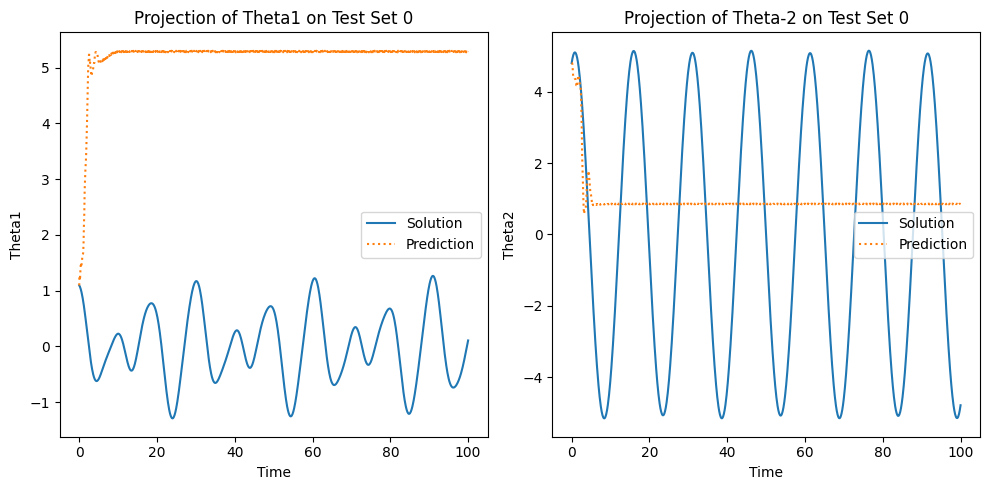 Projection of Theta1 on Test Set 0
5
4
3
2
1
0
−1
Theta1
0
20
40
60
80
100
Time
Solution
Prediction
Projection of Theta-2 on Test Set 0
4
2
0
−2
−4
Theta2
0
20
40
60
80
100
Time
Solution
Prediction